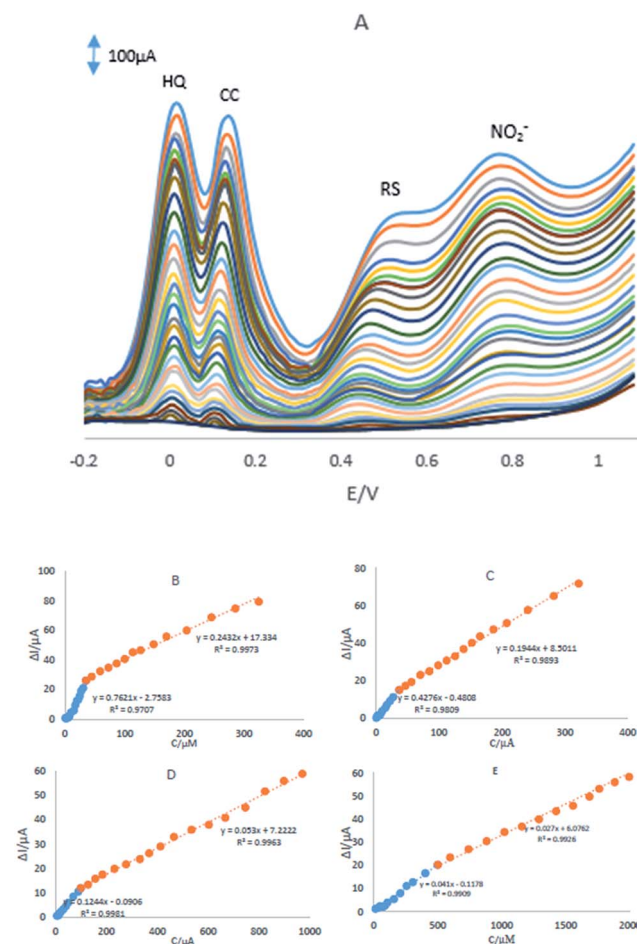 A
100μA
HQ
CC
NO₂⁻
RS
-0.2 0 0.2 0.4 0.6 0.8 1
E/V
B
100
80
60
40
20
0
ΔI/μA
y = 0.2432x + 17.334
R² = 0.9973
y = 0.7621x - 2.7583
R² = 0.9707
0 100 200 300 400
C/μM
C
80
60
40
20
0
ΔI/μA
y = 0.1944x + 8.5011
R² = 0.9893
y = 0.4276x - 0.4808
R² = 0.9809
0 100 200 300 400
C/μA
D
60
50
40
30
20
10
0
ΔI/μA
y = 0.053x + 7.2222
R² = 0.9963
y = 0.1244x - 0.0906
R² = 0.9981
0 200 400 600 800 1000
C/μA
E
60
50
40
30
20
10
0
ΔI/μA
y = 0.027x + 6.0762
R² = 0.9926
y = 0.041x - 0.1178
R² = 0.9909
0 500 1000 1500 2000
C/μM